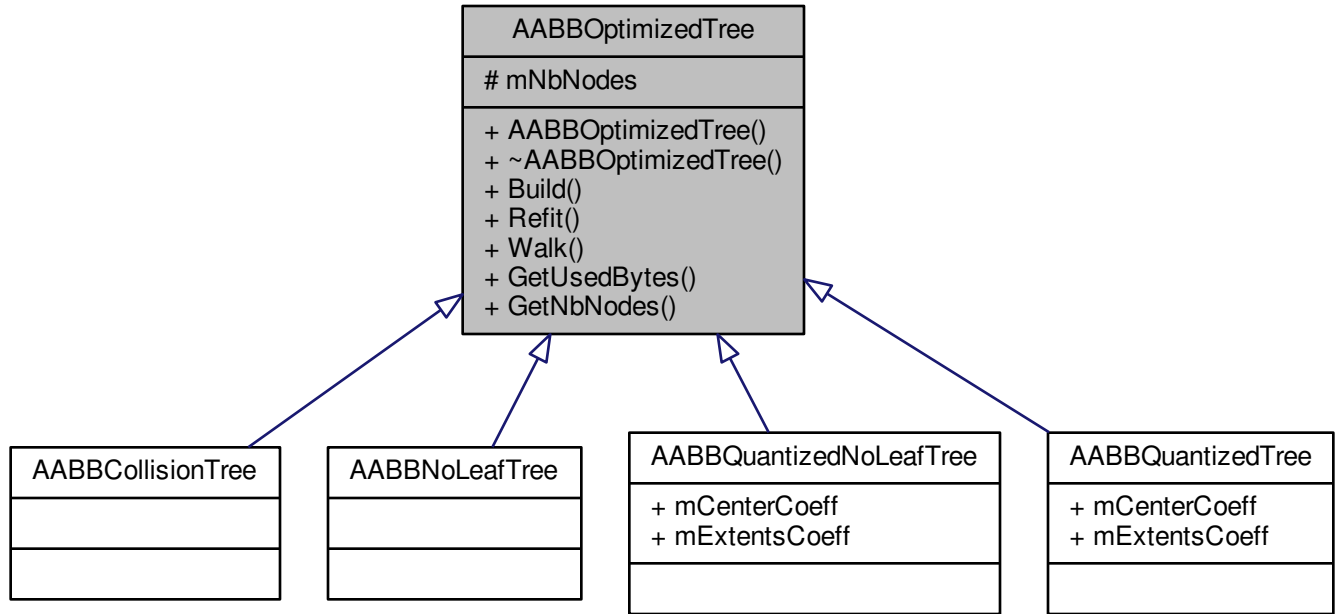 AABBOptimizedTree
# mNbNodes
+ AABBOptimizedTree()
+ ~AABBOptimizedTree()
+ Build()
+ Refit()
+ Walk()
+ GetUsedBytes()
+ GetNbNodes()
AABBCollisionTree
AABBNoLeafTree
AABBQuantizedNoLeafTree
+ mCenterCoeff
+ mExtentsCoeff
AABBQuantizedTree
+ mCenterCoeff
+ mExtentsCoeff